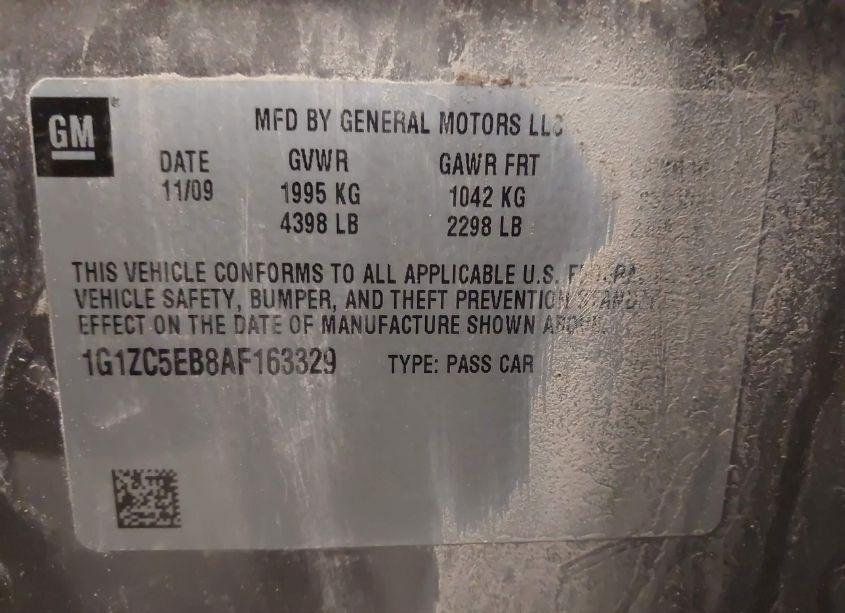 GM
MFD BY GENERAL MOTORS LLC
DATE GVWR GAWR FRT
11/09 1995 KG 1042 KG
4398 LB 2298 LB
THIS VEHICLE CONFORMS TO ALL APPLICABLE U.S.
VEHICLE SAFETY, BUMPER, AND THEFT PREVENTION
EFFECT ON THE DATE OF MANUFACTURE SHOWN ABOVE.
1G1ZC5EB8AF163329 TYPE: PASS CAR